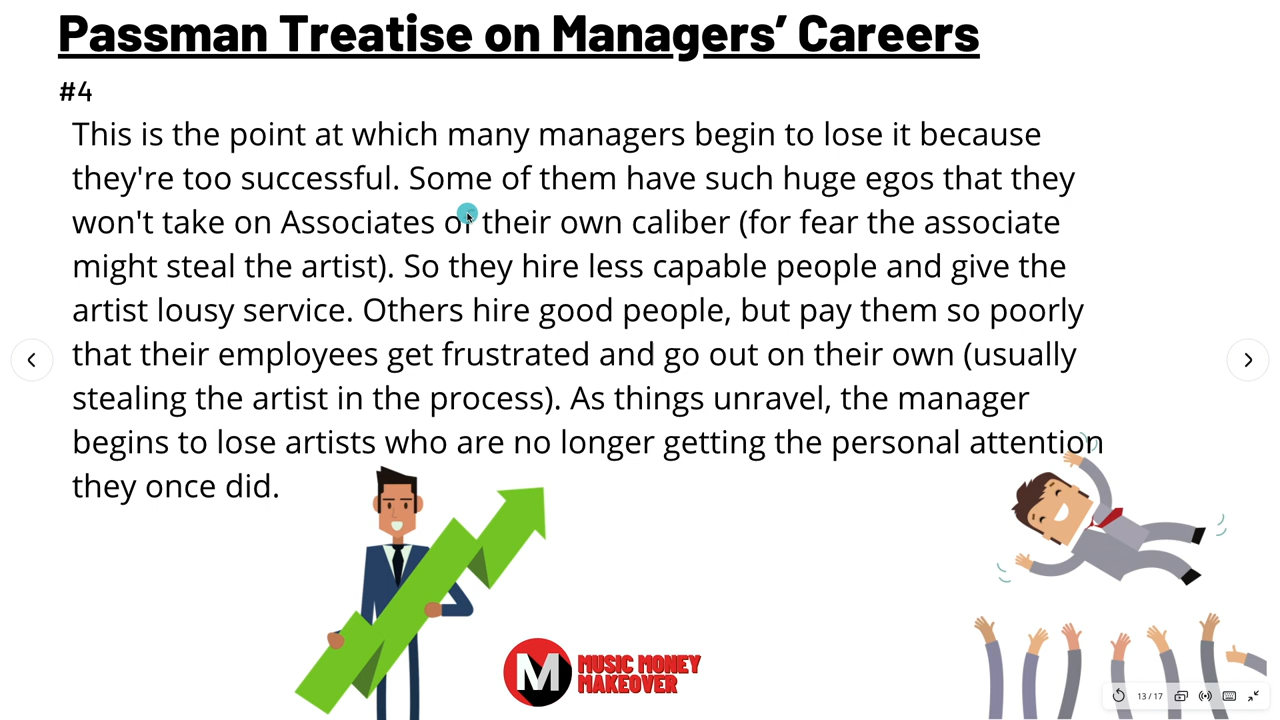 Passman Treatise on Managers’ Careers
#4
This is the point at which many managers begin to lose it because
they're too successful. Some of them have such huge egos that they
won't take on Associates of their own caliber (for fear the associate
might steal the artist). So they hire less capable people and give the
artist lousy service. Others hire good people, but pay them so poorly
that their employees get frustrated and go out on their own (usually
stealing the artist in the process). As things unravel, the manager
begins to lose artists who are no longer getting the personal attention
they once did.
M
MUSIC MONEY
MAKEOVER
13 / 17